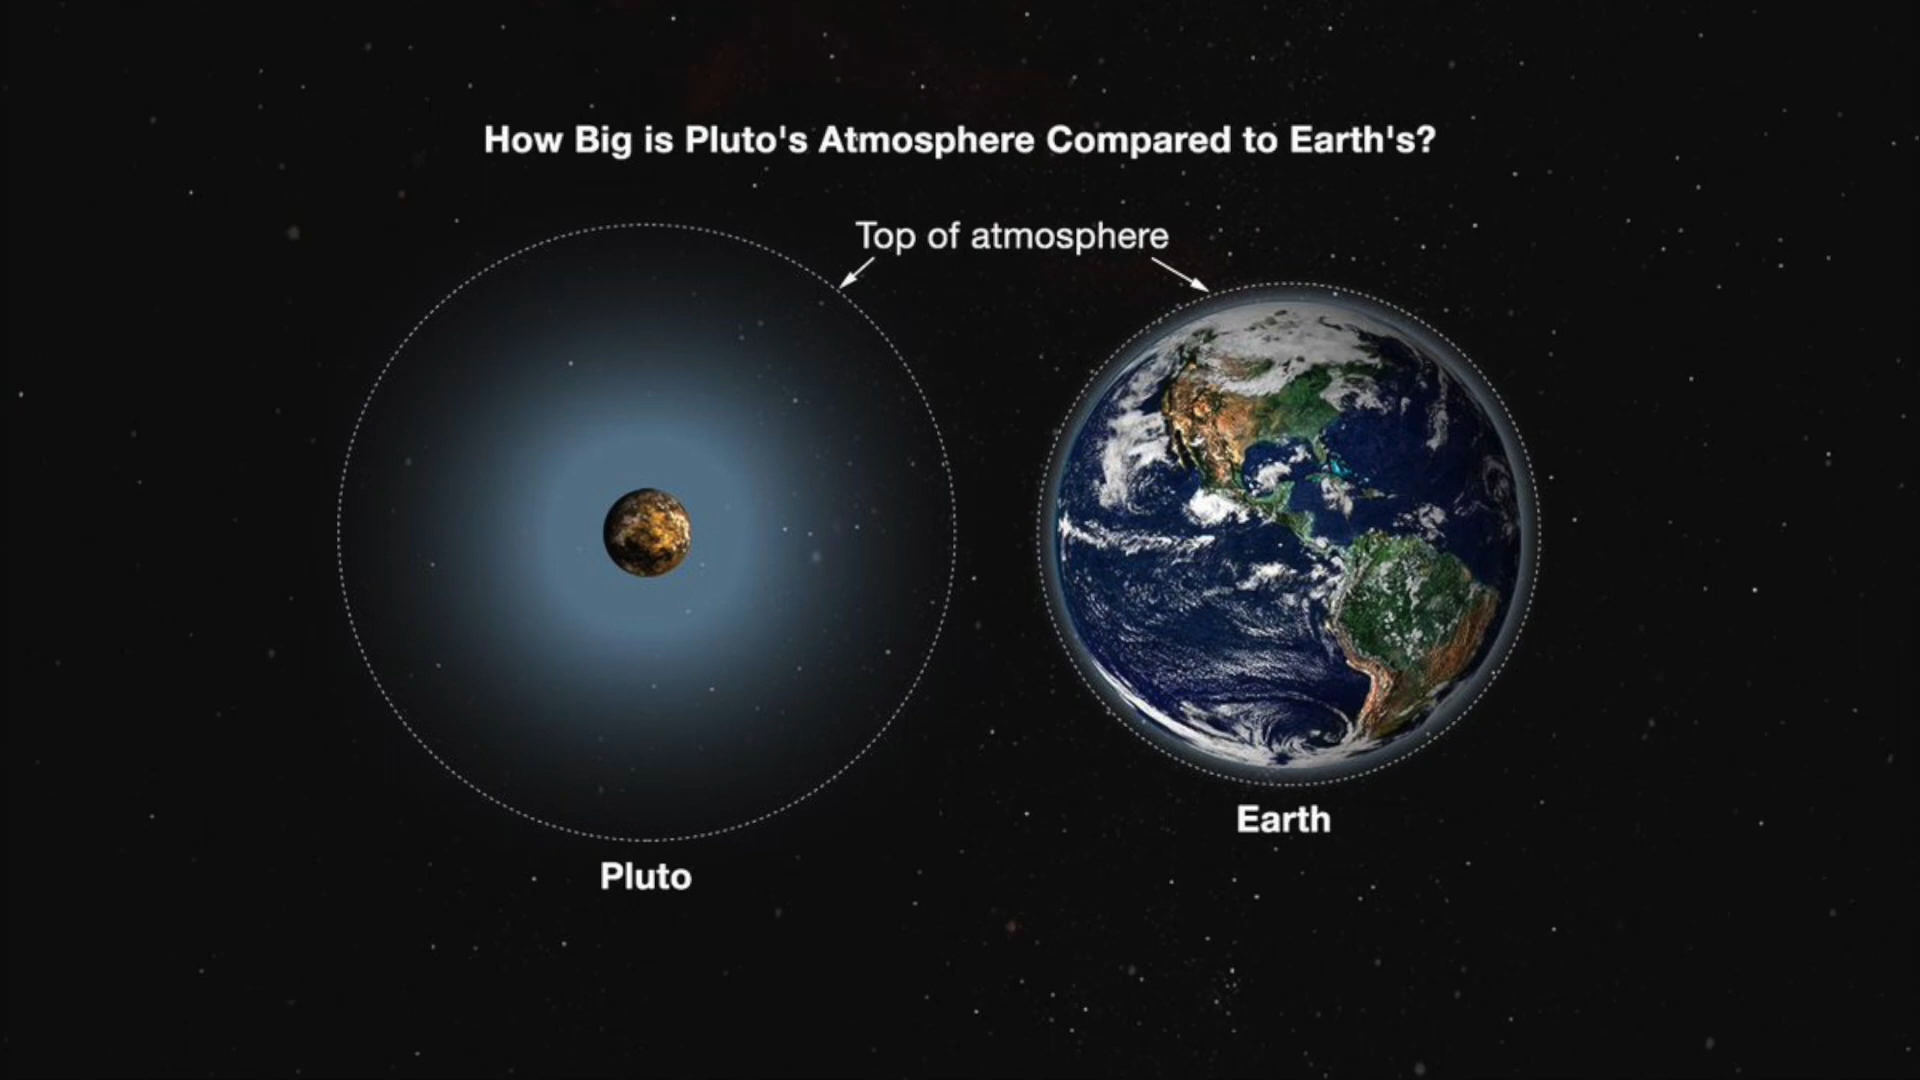 How Big is Pluto's Atmosphere Compared to Earth's?
Top of atmosphere
Earth
Pluto